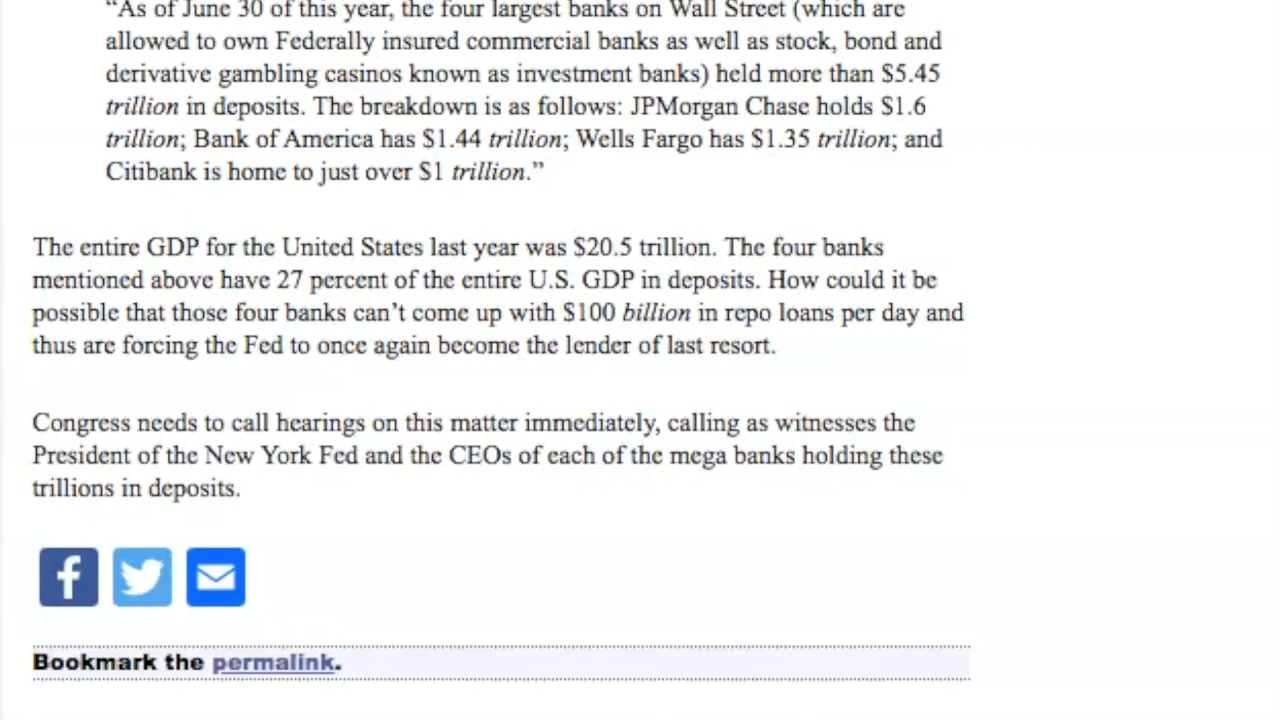 “As of June 30 of this year, the four largest banks on Wall Street (which are
allowed to own Federally insured commercial banks as well as stock, bond and
derivative gambling casinos known as investment banks) held more than $5.45
trillion in deposits. The breakdown is as follows: JPMorgan Chase holds $1.6
trillion; Bank of America has $1.44 trillion; Wells Fargo has $1.35 trillion; and
Citibank is home to just over $1 trillion.”
The entire GDP for the United States last year was $20.5 trillion. The four banks
mentioned above have 27 percent of the entire U.S. GDP in deposits. How could it be
possible that those four banks can’t come up with $100 billion in repo loans per day and
thus are forcing the Fed to once again become the lender of last resort.
Congress needs to call hearings on this matter immediately, calling as witnesses the
President of the New York Fed and the CEOs of each of the mega banks holding these
trillions in deposits.
Bookmark the permalink.